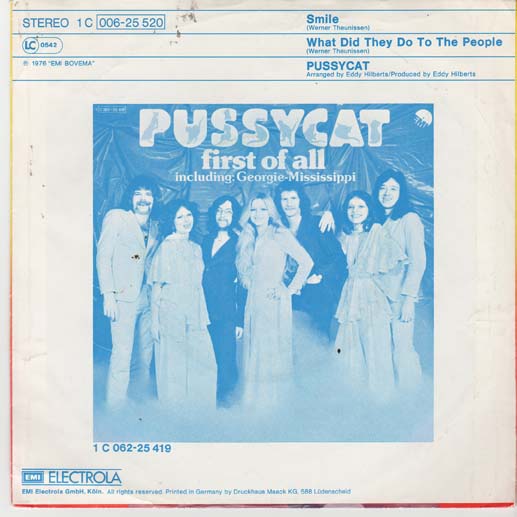 STEREO 1 C 006-25 520
LC 0542
℗ 1976 "EMI BOVEMA"
Smile
(Werner Theunissen)
What Did They Do To The People
(Werner Theunissen)
PUSSYCAT
Arranged by Eddy Hilberts/Produced by Eddy Hilberts
PUSSYCAT
EMI
first of all
including: Georgie-Mississippi
1 C 062-25 419
EMI ELECTROLA
EMI Electrola GmbH, Köln. All rights reserved. Printed in Germany by Druckhaus Maack KG, 588 Lüdenscheid